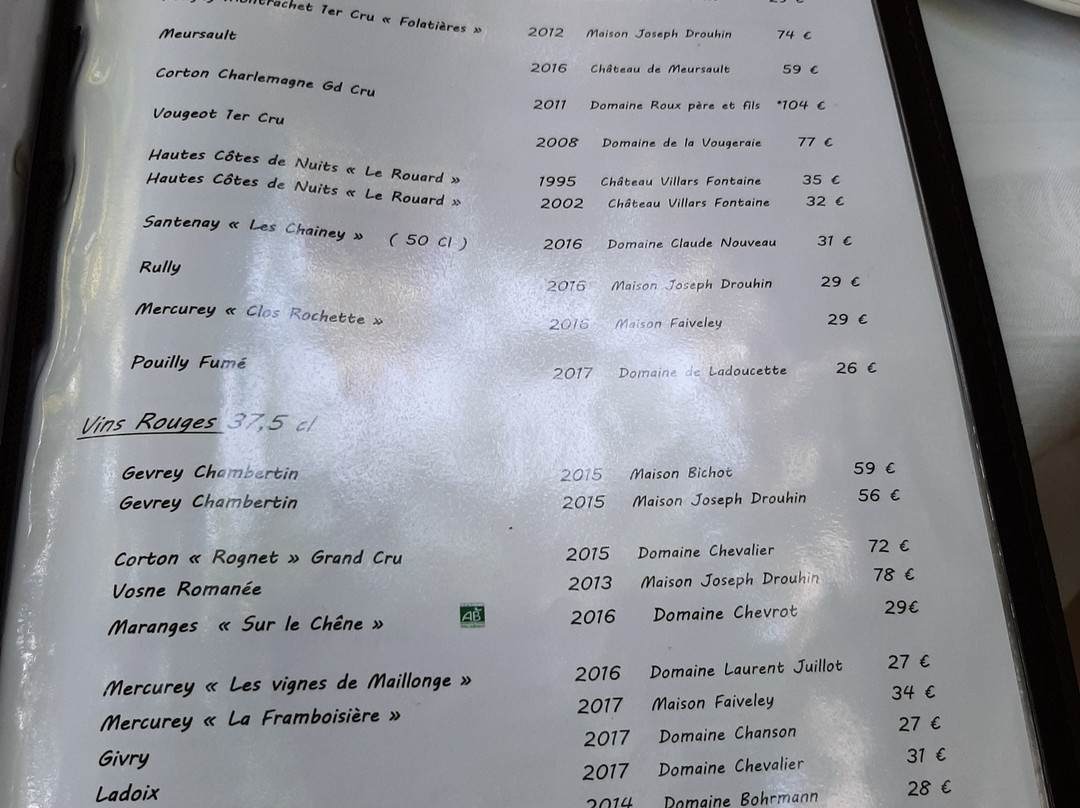 1er Cru « Folatières » 2012 Maison Joseph Drouhin 74 €
Meursault 2016 Château de Meursault 59 €
Corton Charlemagne Gd Cru 2011 Domaine Roux père et fils *104 €
Vougeot 1er Cru 2008 Domaine de la Vougeraie 77 €
Hautes Côtes de Nuits « Le Rouard » 1995 Château Villars Fontaine 35 €
Hautes Côtes de Nuits « Le Rouard » 2002 Château Villars Fontaine 32 €
Santenay « Les Chainey » ( 50 cl ) 2016 Domaine Claude Nouveau 31 €
Rully 2016 Maison Joseph Drouhin 29 €
Mercurey « Clos Rochette » 2016 Maison Faiveley 29 €
Pouilly Fumé 2017 Domaine de Ladoucette 26 €
Vins Rouges 37,5 cl
Gevrey Chambertin 2015 Maison Bichot 59 €
Gevrey Chambertin 2015 Maison Joseph Drouhin 56 €
Corton « Rognet » Grand Cru 2015 Domaine Chevalier 72 €
Vosne Romanée 2013 Maison Joseph Drouhin 78 €
Maranges « Sur le Chêne » AB 2016 Domaine Chevrot 29€
Mercurey « Les vignes de Maillonge » 2016 Domaine Laurent Juillot 27 €
Mercurey « La Framboisière » 2017 Maison Faiveley 34 €
Givry 2017 Domaine Chanson 27 €
Ladoix 2017 Domaine Chevalier 31 €
2014 Domaine Bohrmann 28 €